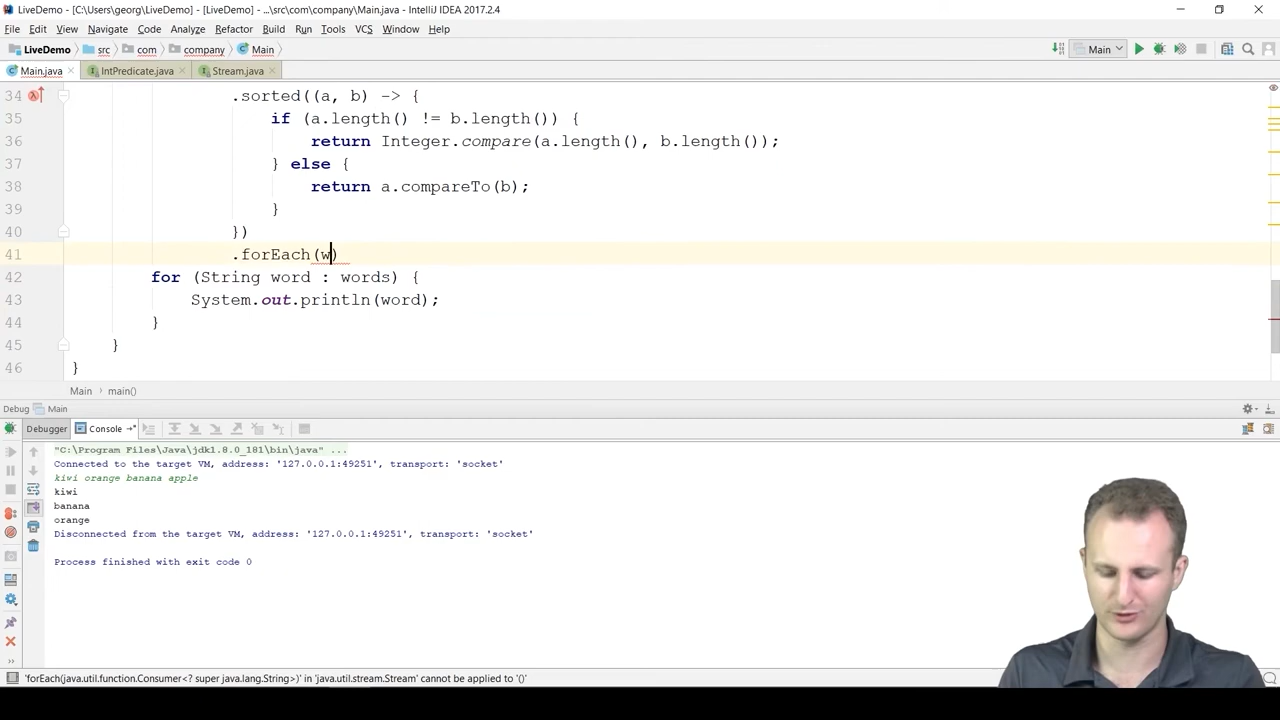 LiveDemo - [C:\Users\georg\LiveDemo] - [LiveDemo] - ...\src\com\company\Main.java - IntelliJ IDEA 2017.2.4
File Edit View Navigate Code Analyze Refactor Build Run Tools VCS Window Help
LiveDemo src com company Main Main
Main.java IntPredicate.java Stream.java
34 .sorted((a, b) -> {
35 if (a.length() != b.length()) {
36 return Integer.compare(a.length(), b.length());
37 } else {
38 return a.compareTo(b);
39 }
40 })
41 .forEach(w)
42 for (String word : words) {
43 System.out.println(word);
44 }
45 }
46 }
Main main()
Debug Main
Debugger Console
"C:\Program Files\Java\jdk1.8.0_181\bin\java" ...
Connected to the target VM, address: '127.0.0.1:49251', transport: 'socket'
kiwi orange banana apple
kiwi
banana
orange
Disconnected from the target VM, address: '127.0.0.1:49251', transport: 'socket'
Process finished with exit code 0
'forEach(java.util.function.Consumer<? super java.lang.String>)' in 'java.util.stream.Stream' cannot be applied to '()'